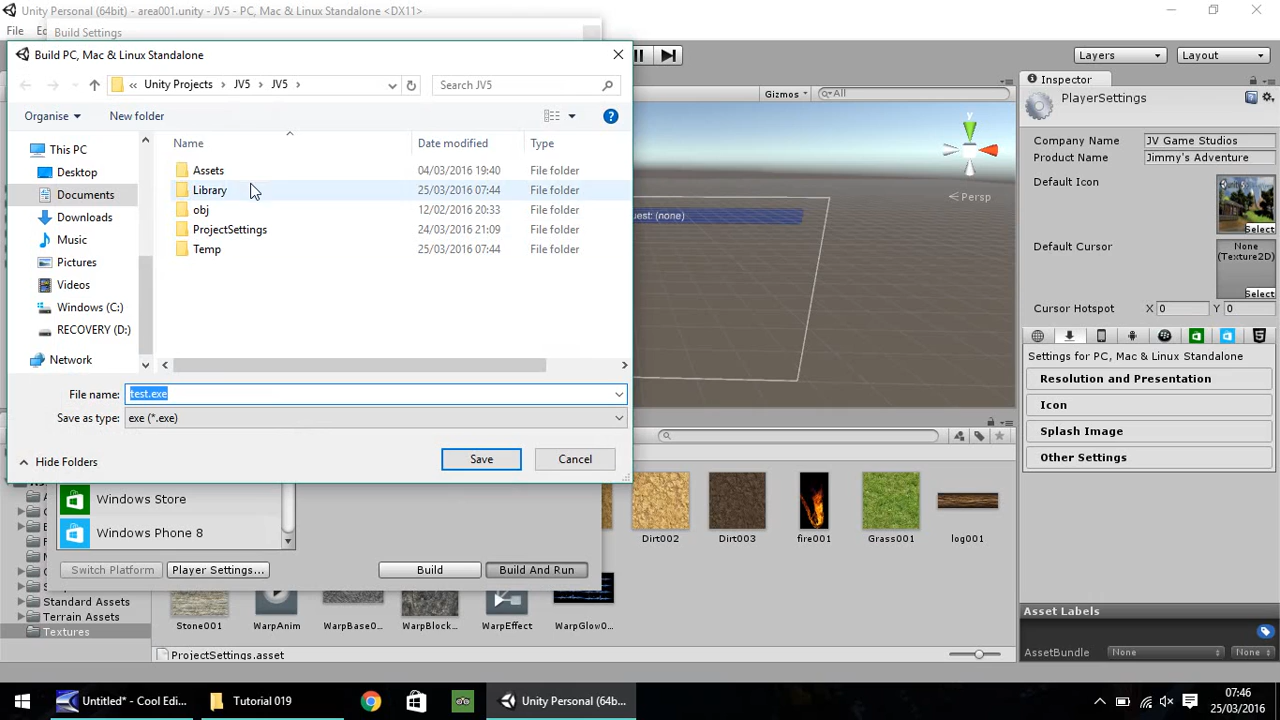 Unity Personal (64bit) - area001.unity - JV5 - PC, Mac & Linux Standalone <DX11>
File
Build Settings
Build PC, Mac & Linux Standalone
Unity Projects > JV5 > JV5 >
Search JV5
Organise
New folder
Name
Date modified
Type
This PC
Desktop
Documents
Downloads
Music
Pictures
Videos
Windows (C:)
RECOVERY (D:)
Network
Assets 04/03/2016 19:40 File folder
Library 25/03/2016 07:44 File folder
obj 12/02/2016 20:33 File folder
ProjectSettings 24/03/2016 21:09 File folder
Temp 25/03/2016 07:44 File folder
File name: test.exe
Save as type: exe (*.exe)
Hide Folders
Save
Cancel
Layers
Layout
Gizmos
All
uest: (none)
y
Persp
Inspector
PlayerSettings
Company Name JV Game Studios
Product Name Jimmy's Adventure
Default Icon
Select
Default Cursor
None
(Texture2D)
Select
Cursor Hotspot X 0 Y 0
Settings for PC, Mac & Linux Standalone
Resolution and Presentation
Icon
Splash Image
Other Settings
Windows Store
Windows Phone 8
Switch Platform
Player Settings...
Build
Build And Run
Dirt002
Dirt003
fire001
Grass001
log001
Standard Assets
Terrain Assets
Textures
Stone001
WarpAnim
WarpBase0...
WarpBlock...
WarpEffect
WarpGlow0...
ProjectSettings.asset
Asset Labels
AssetBundle None None
Untitled* - Cool Edi...
Tutorial 019
Unity Personal (64b...
07:46
25/03/2016